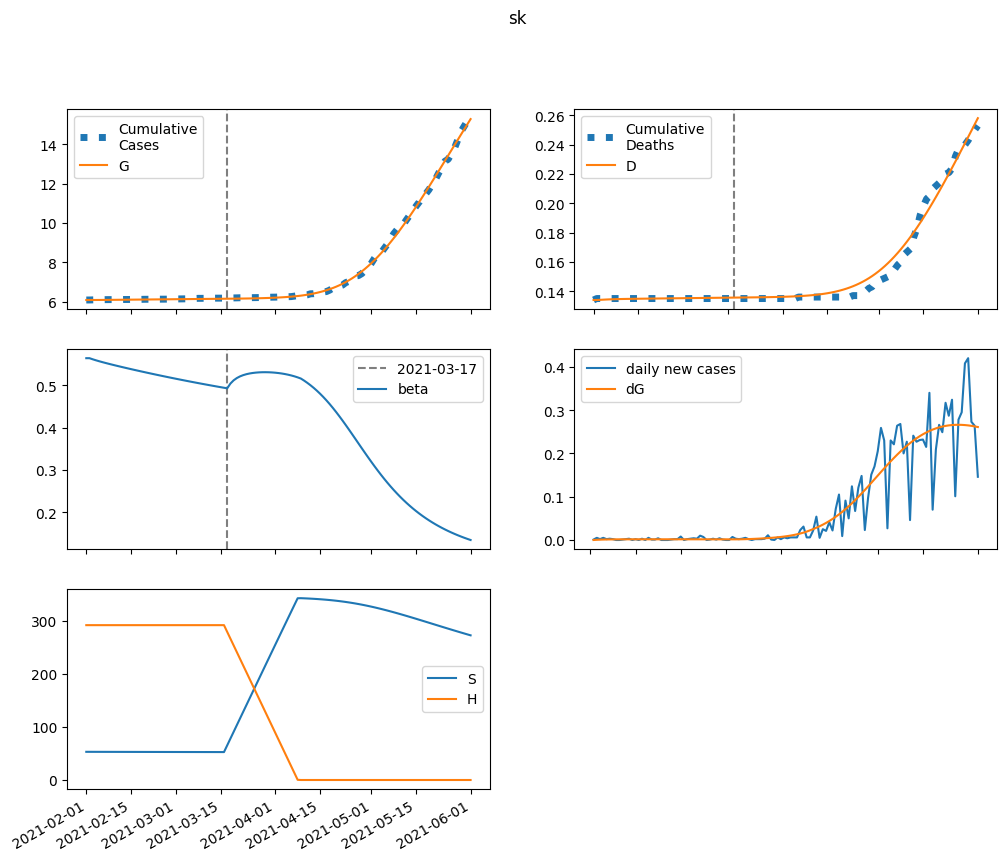 sk
Cumulative
Cases
G
14
12
10
8
6
Cumulative
Deaths
D
0.26
0.24
0.22
0.20
0.18
0.16
0.14
2021-03-17
beta
0.5
0.4
0.3
0.2
daily new cases
dG
0.4
0.3
0.2
0.1
0.0
S
H
300
200
100
0
2021-02-01
2021-02-15
2021-03-01
2021-03-15
2021-04-01
2021-04-15
2021-05-01
2021-05-15
2021-06-01